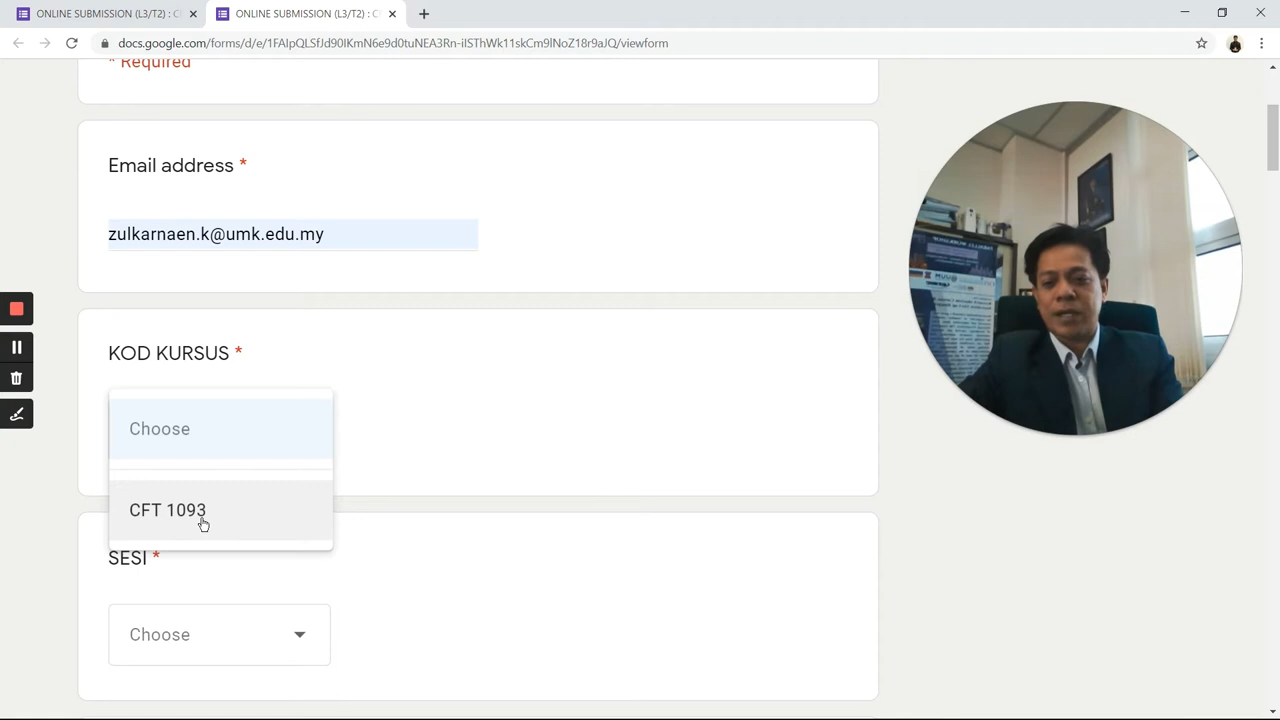 ONLINE SUBMISSION (L3/T2) : C
ONLINE SUBMISSION (L3/T2) : C
docs.google.com/forms/d/e/1FAIpQLSfJd90IKmN6e9d0tuNEA3Rn-ilSThWk11skCm9lNoZ18r9aJQ/viewform
* Required
Email address *
zulkarnaen.k@umk.edu.my
KOD KURSUS *
Choose
CFT 1093
SESI *
Choose